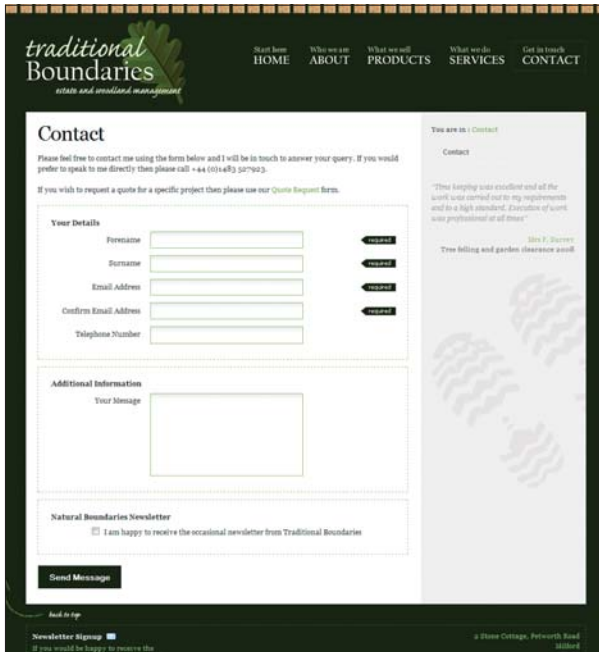 traditional
Boundaries
estate and woodland management
Start here
HOME
Who we are
ABOUT
What we sell
PRODUCTS
What we do
SERVICES
Get in touch
CONTACT
Contact
Please feel free to contact me using the form below and I will be in touch to answer your query. If you would
prefer to speak to me directly then please call +44 (0)1483 527923.
If you wish to request a quote for a specific project then please use our Quote Request form.
Your Details
Forename
required
Surname
required
Email Address
required
Confirm Email Address
required
Telephone Number
Additional Information
Your Message
Natural Boundaries Newsletter
I am happy to receive the occasional newsletter from Traditional Boundaries
Send Message
You are in : Contact
Contact
"Time keeping was excellent and all the
work was carried out to my requirements
and to a high standard. Execution of work
was professional at all times"
Mrs P. Surrey
Tree felling and garden clearance 2008
back to top
Newsletter Signup
If you would be happy to receive the
2 Stone Cottage, Petworth Road
Milford